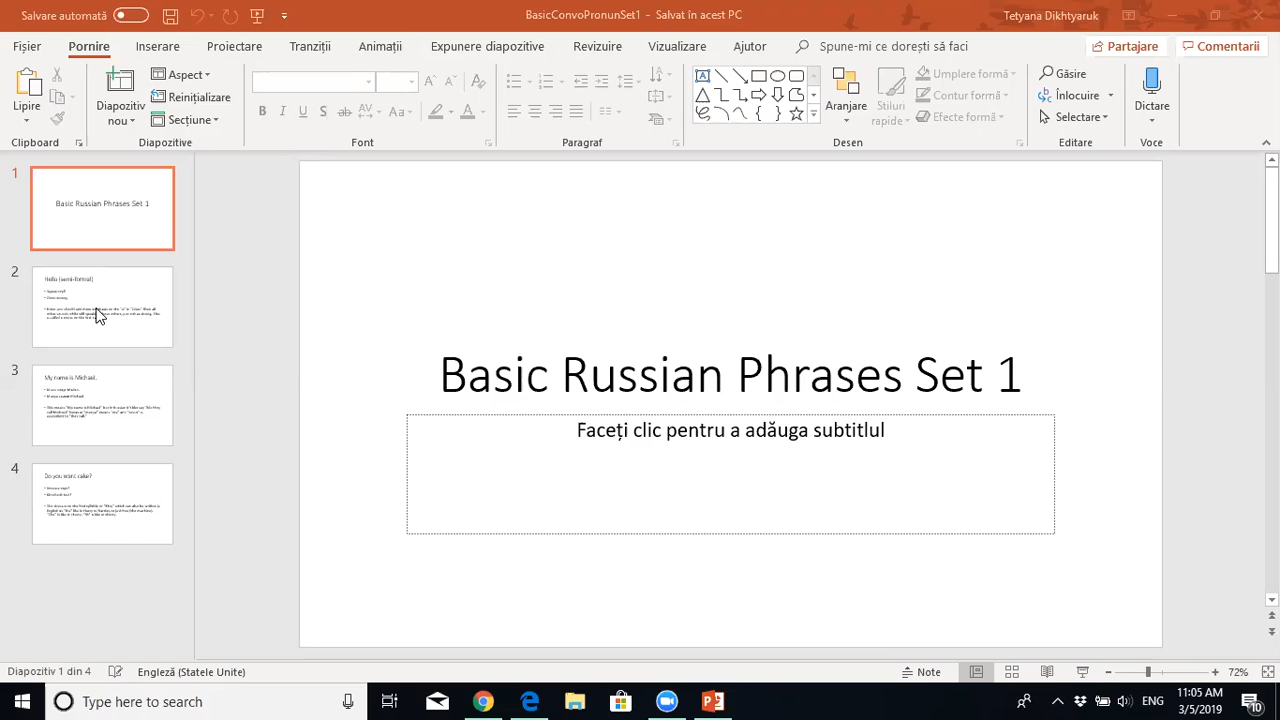 Salvare automată
BasicConvoPronunSet1 - Salvat în acest PC
Tetyana Dikhtyaruk
Fișier Pornire Inserare Proiectare Tranziții Animații Expunere diapozitive Revizuire Vizualizare Ajutor Spune-mi ce dorești să faci Partajare Comentarii
Lipire
Diapozitiv nou
Aspect
Reinițializare
Secțiune
B I U S ab AV Aa A
Aranjare
Stiluri rapide
Umplere formă
Contur formă
Efecte formă
Găsire
Înlocuire
Selectare
Dictare
Clipboard Diapozitive Font Paragraf Desen Editare Voce
1
Basic Russian Phrases Set 1
2
Hello (semi-formal)
3
My name is Michael.
4
Do you want cake?
Basic Russian Phrases Set 1
Faceți clic pentru a adăuga subtitlul
Diapozitiv 1 din 4 Engleză (Statele Unite) Note 72%
Type here to search
ENG
11:05 AM
3/5/2019
10